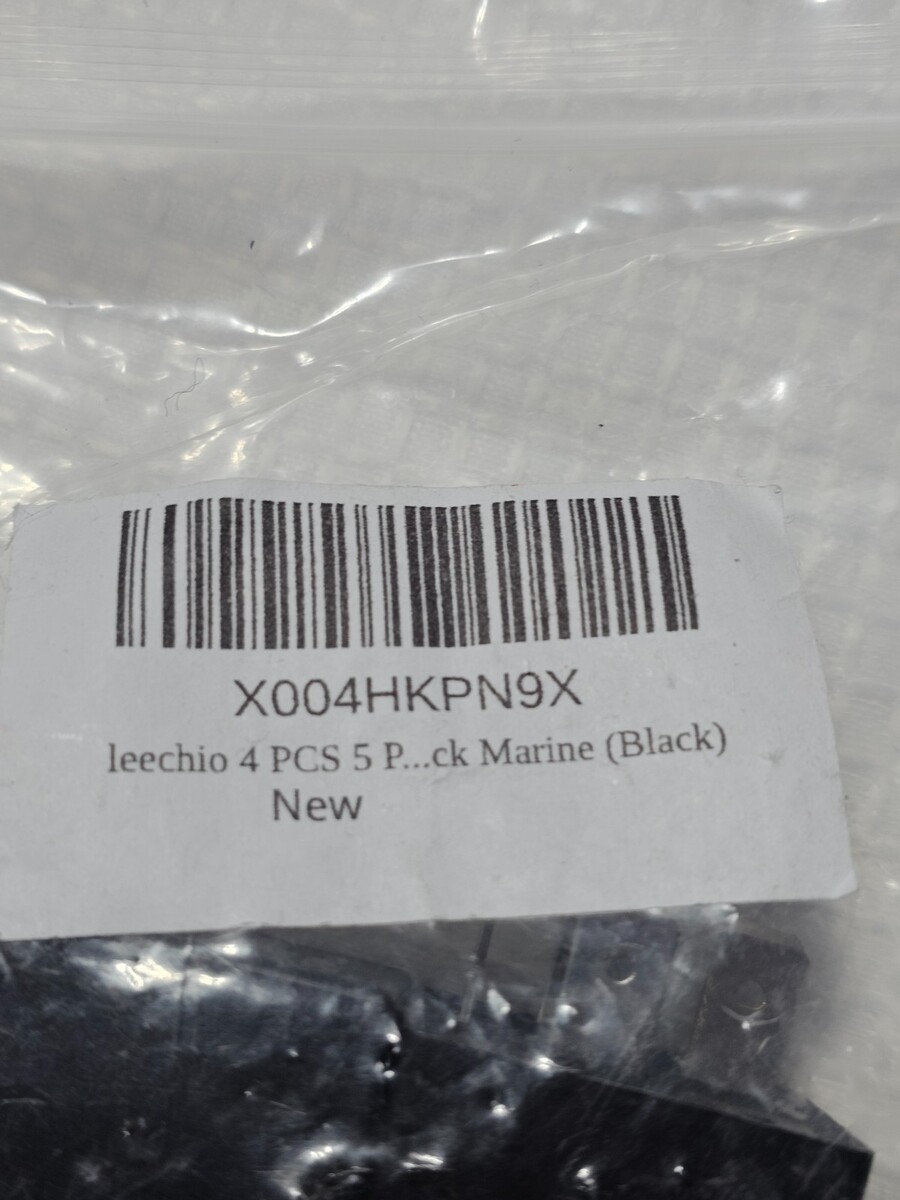 X004HKPN9X
leechio 4 PCS 5 P...ck Marine (Black)
New